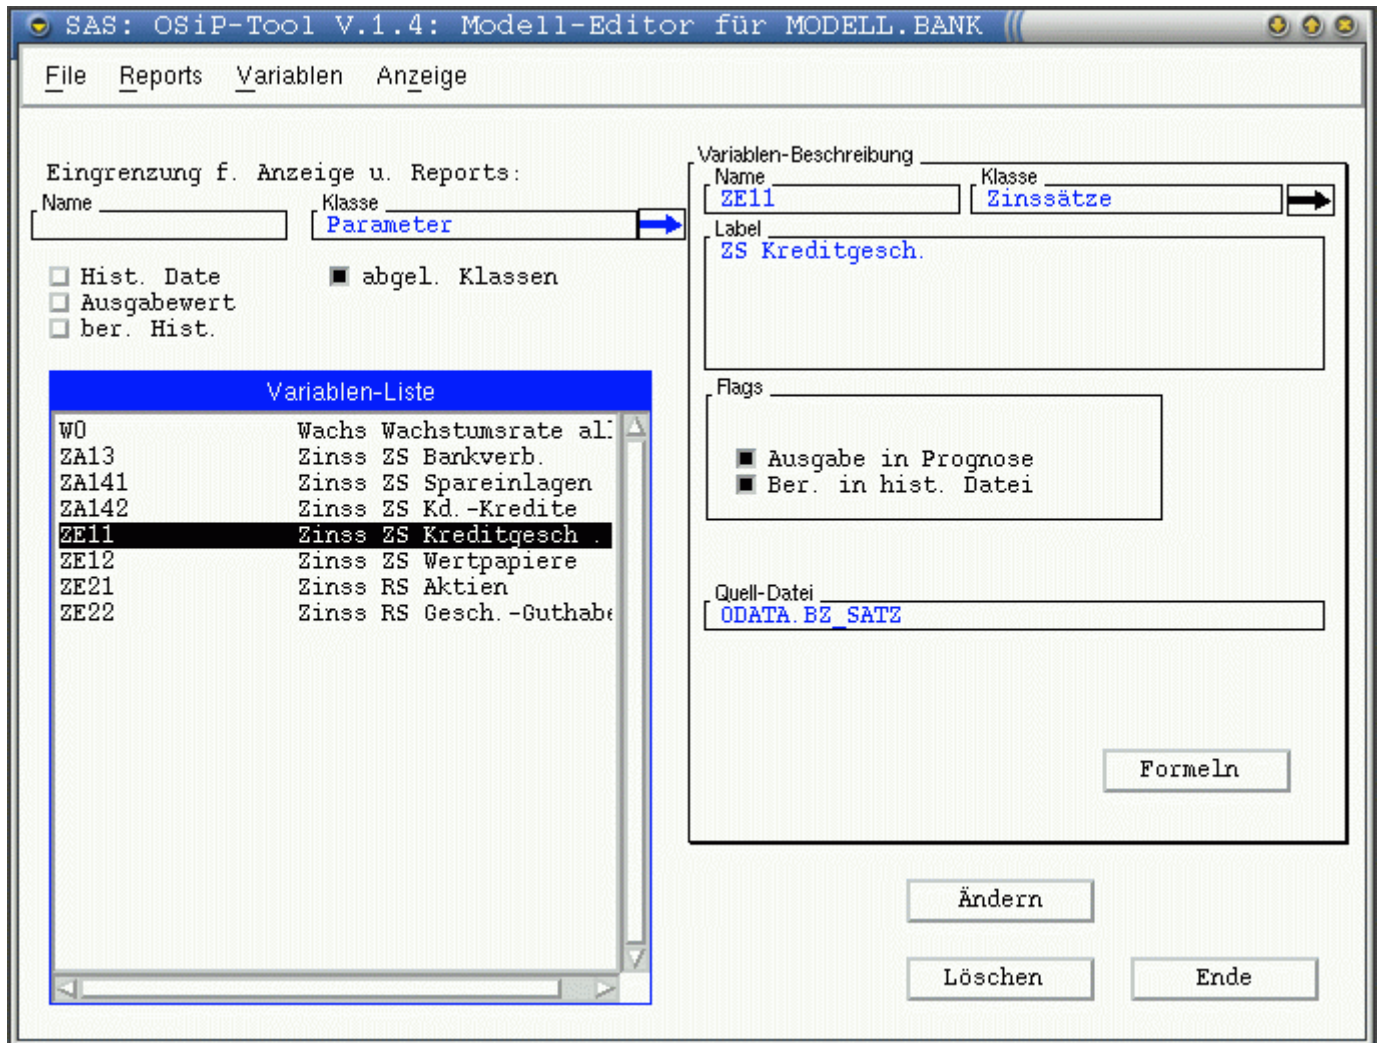 SAS: OSiP-Tool V.1.4: Modell-Editor für MODELL.BANK
File Reports Variablen Anzeige
Eingrenzung f. Anzeige u. Reports:
Name
Klasse
Parameter
Hist. Date
abgel. Klassen
Ausgabewert
ber. Hist.
Variablen-Liste
W0 Wachs Wachstumsrate all
ZA13 Zinss ZS Bankverb.
ZA141 Zinss ZS Spareinlagen
ZA142 Zinss ZS Kd.-Kredite
ZE11 Zinss ZS Kreditgesch .
ZE12 Zinss ZS Wertpapiere
ZE21 Zinss RS Aktien
ZE22 Zinss RS Gesch.-Guthabe
Variablen-Beschreibung
Name
ZE11
Klasse
Zinssätze
Label
ZS Kreditgesch.
Flags
Ausgabe in Prognose
Ber. in hist. Datei
Quell-Datei
ODATA.BZ_SATZ
Formeln
Ändern
Löschen
Ende